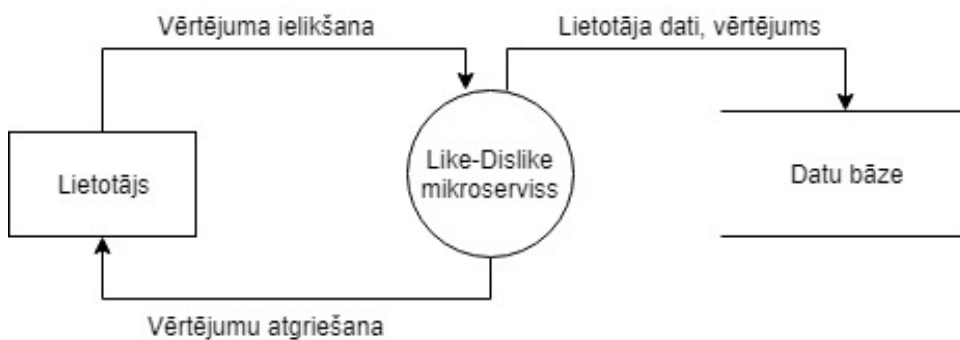 Vērtējuma ielikšana
Lietotāja dati, vērtējums
Lietotājs
Like-Dislike
mikroserviss
Datu bāze
Vērtējumu atgriešana